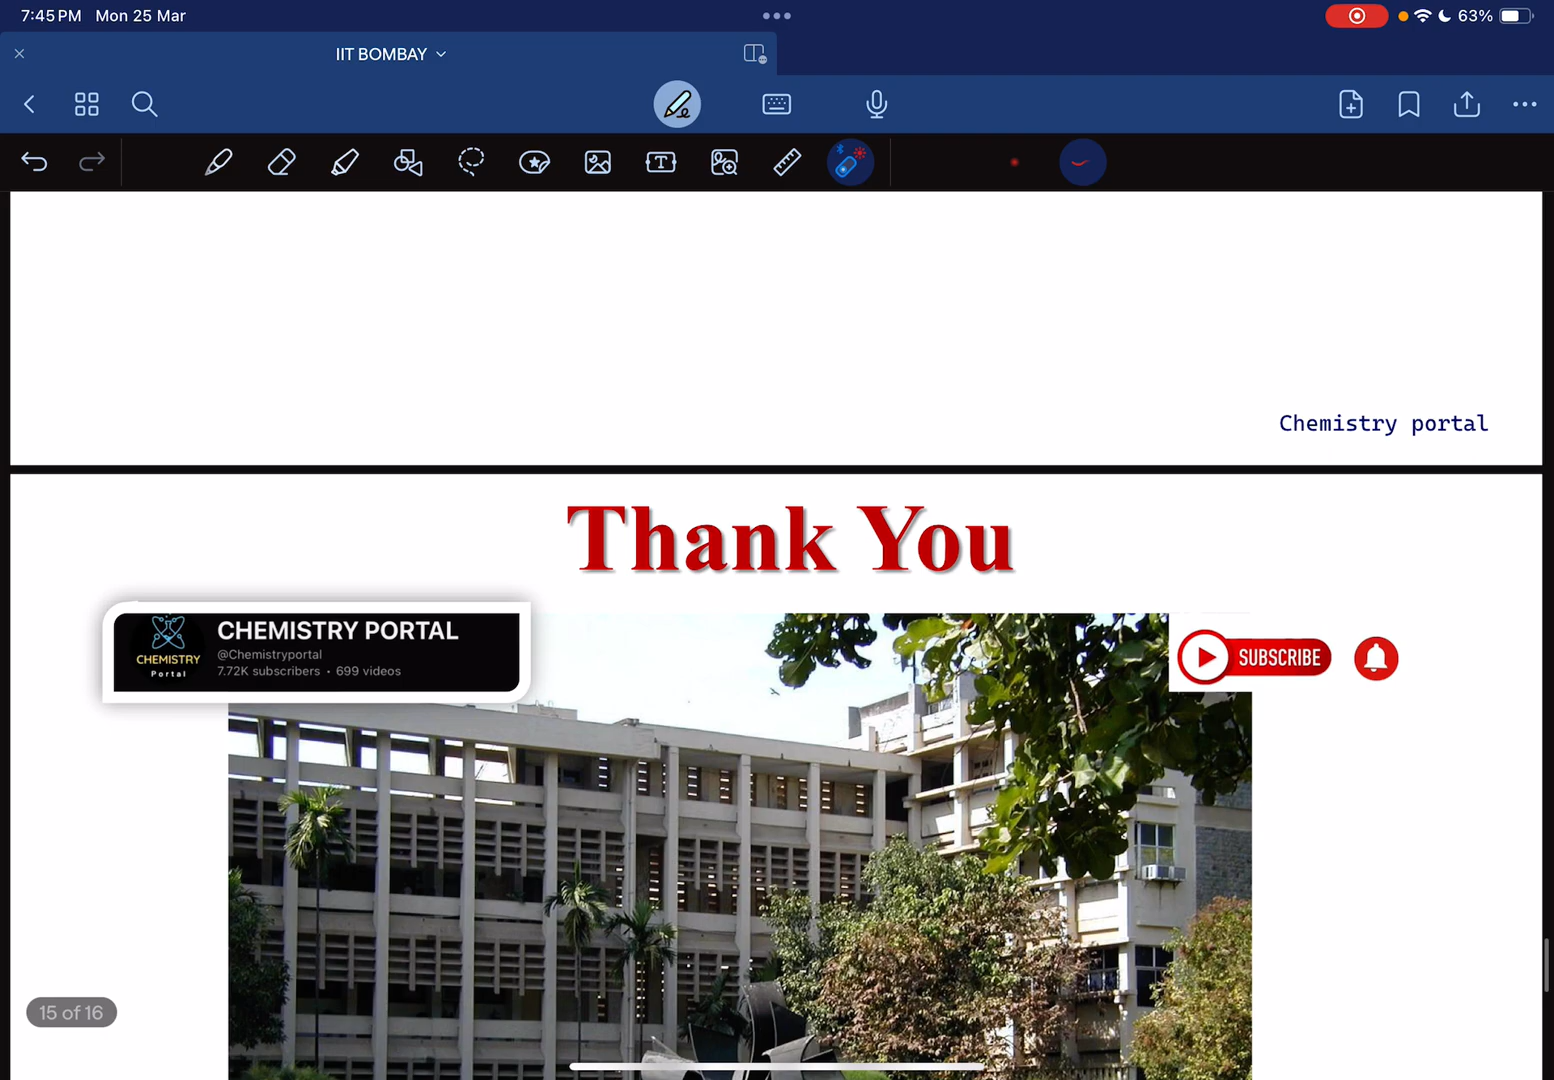 7:45 PM Mon 25 Mar
63%
IIT BOMBAY
T
Chemistry portal
Thank You
CHEMISTRY PORTAL
@Chemistryportal
7.72K subscribers • 699 videos
CHEMISTRY
Portal
SUBSCRIBE
15 of 16